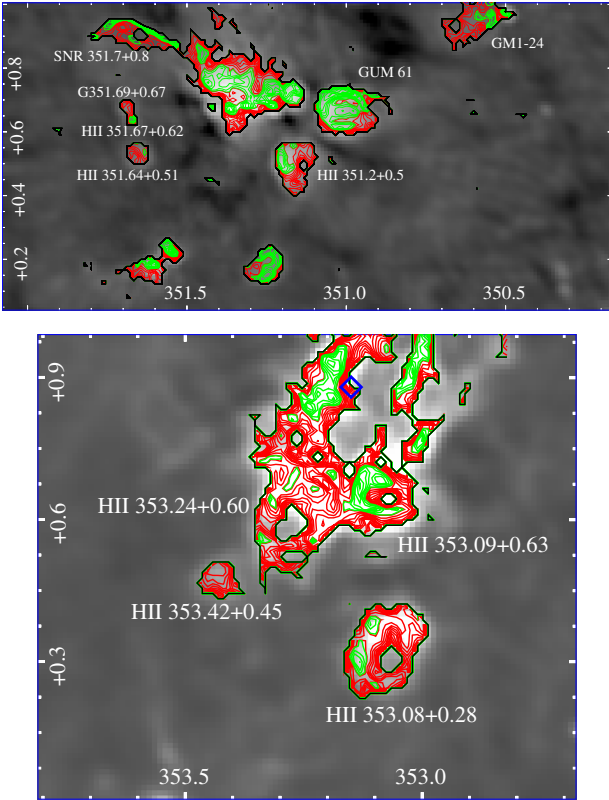 GM1-24
SNR 351.7+0.8
GUM 61
+0.8
G351.69+0.67
HII 351.67+0.62
+0.6
HII 351.64+0.51
HII 351.2+0.5
+0.4
+0.2
351.5
351.0
350.5
+0.9
HII 353.24+0.60
+0.6
HII 353.09+0.63
HII 353.42+0.45
+0.3
HII 353.08+0.28
353.5
353.0